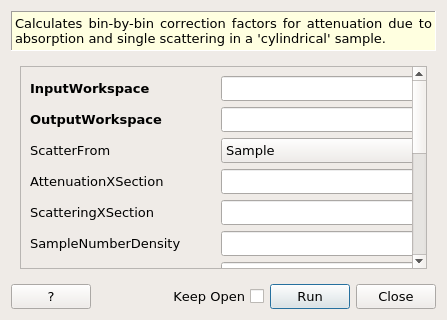 Calculates bin-by-bin correction factors for attenuation due to
absorption and single scattering in a 'cylindrical' sample.
InputWorkspace
OutputWorkspace
ScatterFrom Sample
AttenuationXSection
ScatteringXSection
SampleNumberDensity
? Keep Open Run Close